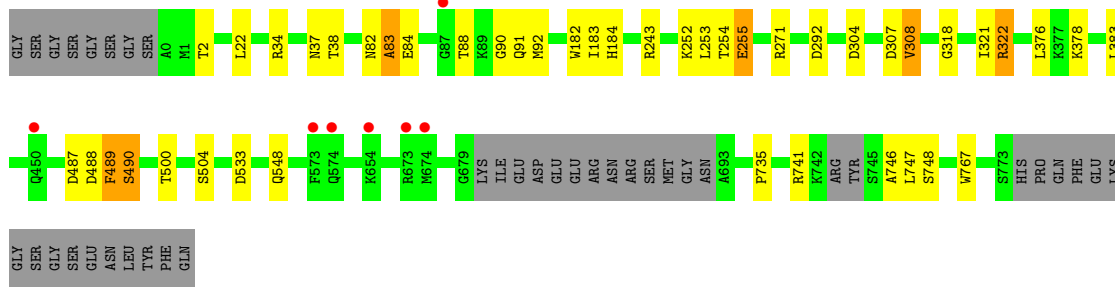 GLY SER SER GLY SER GLY SER A0 M1 T2 L22 R34 N37 T38 N82 A83 E84 G87 T88 K89 G90 Q91 M92 W182 I183 H184 R243 K252 L253 T254 E255 R271 D292 D304 D307 V308 G318 I321 R322 L376 K377 K378
Q450 D487 D488 F489 S490 T500 S504 D533 Q548 F573 Q574 K654 R673 M674 G679 LYS ILE GLU ASP GLU GLU ARG ASN ARG SER MET GLY ASN A693 P735 R741 K742 ARG TYR S745 A746 L747 S748 W767 S773 HIS PRO GLN PHE GLU LYS
GLY SER GLY SER GLU ASN LEU TYR PHE GLN